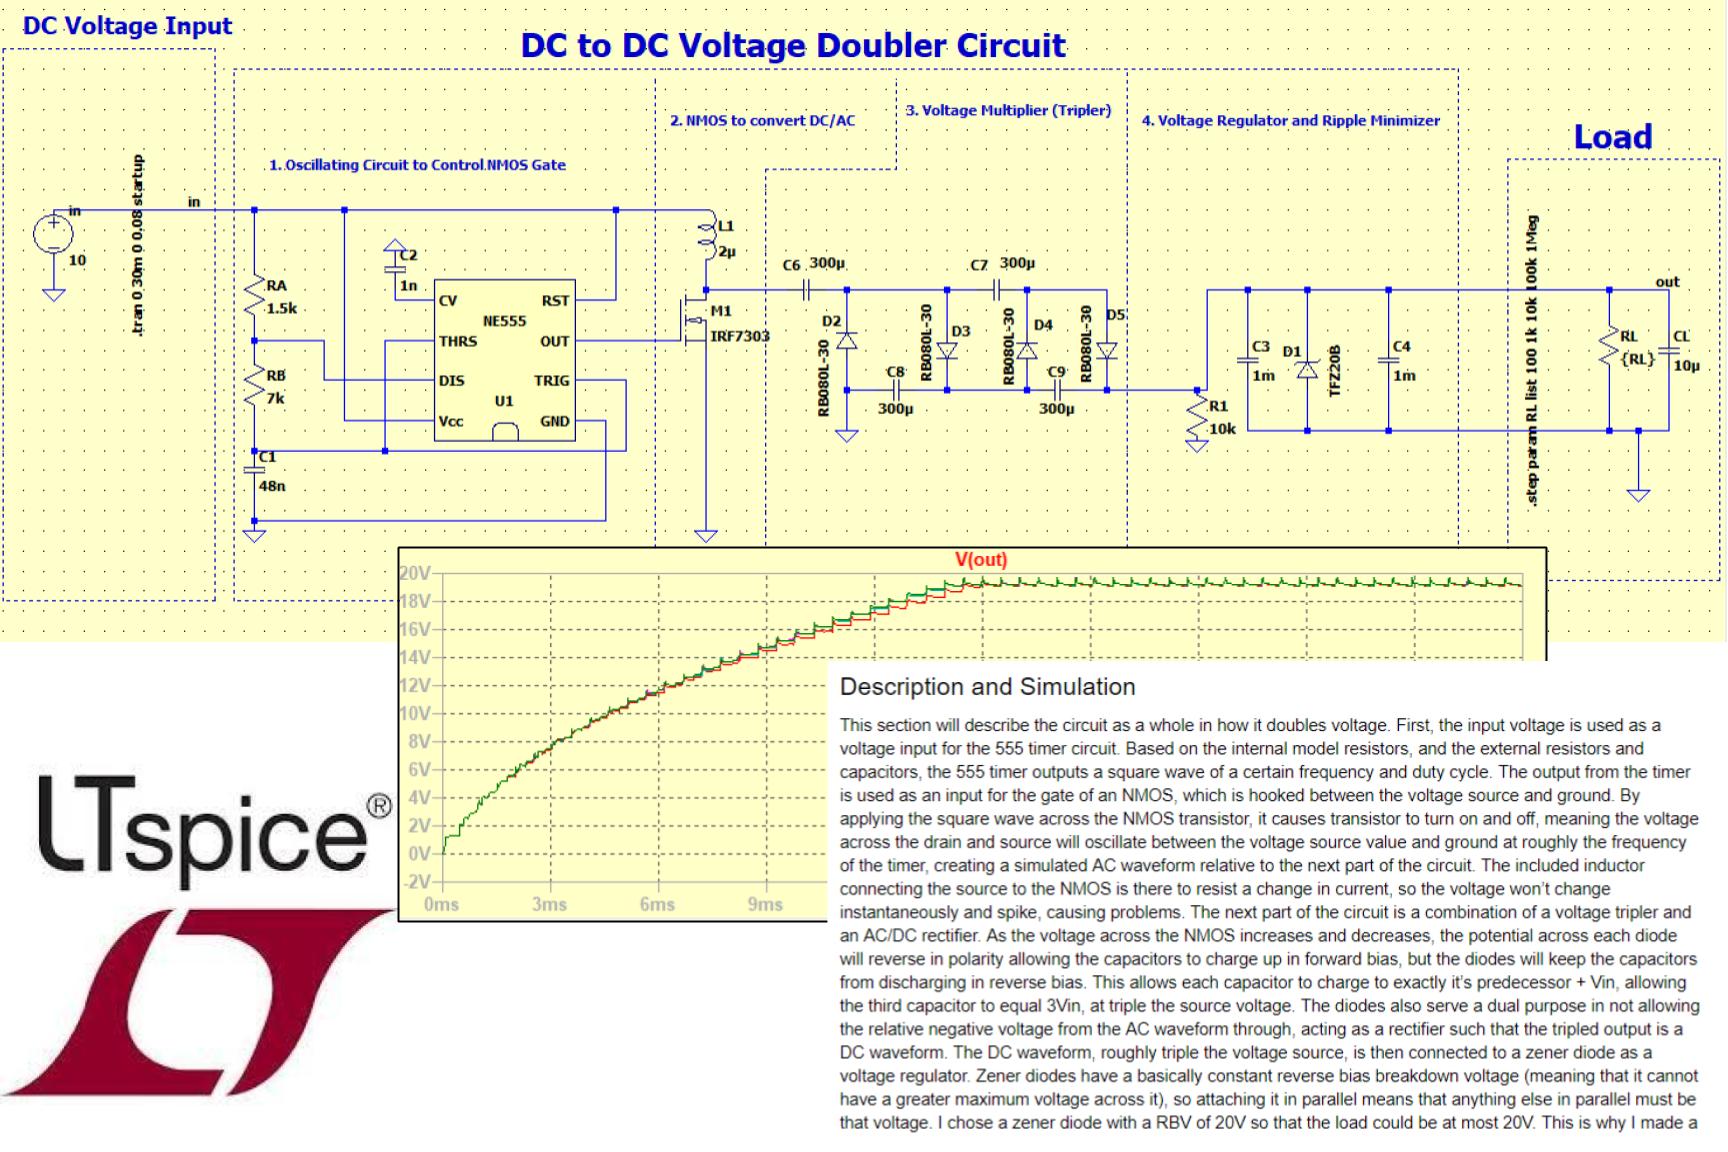 DC Voltage Input
DC to DC Voltage Doubler Circuit
Load
1. Oscillating Circuit to Control NMOS Gate
2. NMOS to convert DC/AC
3. Voltage Multiplier (Tripler)
4. Voltage Regulator and Ripple Minimizer
in
10
.tran 0 30m 0 0.08 startup
in
RA
1.5k
RB
7k
C1
48n
C2
1n
CV
RST
NE555
THRS
OUT
DIS
TRIG
U1
Vcc
GND
L1
2µ
M1
IRF7303
C6
300µ
C7
300µ
D2
RB080L-30
D3
RB080L-30
D4
RB080L-30
D5
RB080L-30
C8
300µ
C9
300µ
R1
10k
C3
1m
D1
TFZ20B
C4
1m
.step param RL list 100 1k 10k 100k 1Meg
out
RL
{RL}
CL
10µ
V(out)
20V
18V
16V
14V
12V
10V
8V
6V
4V
2V
0V
-2V
0ms
3ms
6ms
9ms
LTspice®
Description and Simulation
This section will describe the circuit as a whole in how it doubles voltage. First, the input voltage is used as a
voltage input for the 555 timer circuit. Based on the internal model resistors, and the external resistors and
capacitors, the 555 timer outputs a square wave of a certain frequency and duty cycle. The output from the timer
is used as an input for the gate of an NMOS, which is hooked between the voltage source and ground. By
applying the square wave across the NMOS transistor, it causes transistor to turn on and off, meaning the voltage
across the drain and source will oscillate between the voltage source value and ground at roughly the frequency
of the timer, creating a simulated AC waveform relative to the next part of the circuit. The included inductor
connecting the source to the NMOS is there to resist a change in current, so the voltage won't change
instantaneously and spike, causing problems. The next part of the circuit is a combination of a voltage tripler and
an AC/DC rectifier. As the voltage across the NMOS increases and decreases, the potential across each diode
will reverse in polarity allowing the capacitors to charge up in forward bias, but the diodes will keep the capacitors
from discharging in reverse bias. This allows each capacitor to charge to exactly it's predecessor + Vin, allowing
the third capacitor to equal 3Vin, at triple the source voltage. The diodes also serve a dual purpose in not allowing
the relative negative voltage from the AC waveform through, acting as a rectifier such that the tripled output is a
DC waveform. The DC waveform, roughly triple the voltage source, is then connected to a zener diode as a
voltage regulator. Zener diodes have a basically constant reverse bias breakdown voltage (meaning that it cannot
have a greater maximum voltage across it), so attaching it in parallel means that anything else in parallel must be
that voltage. I chose a zener diode with a RBV of 20V so that the load could be at most 20V. This is why I made a